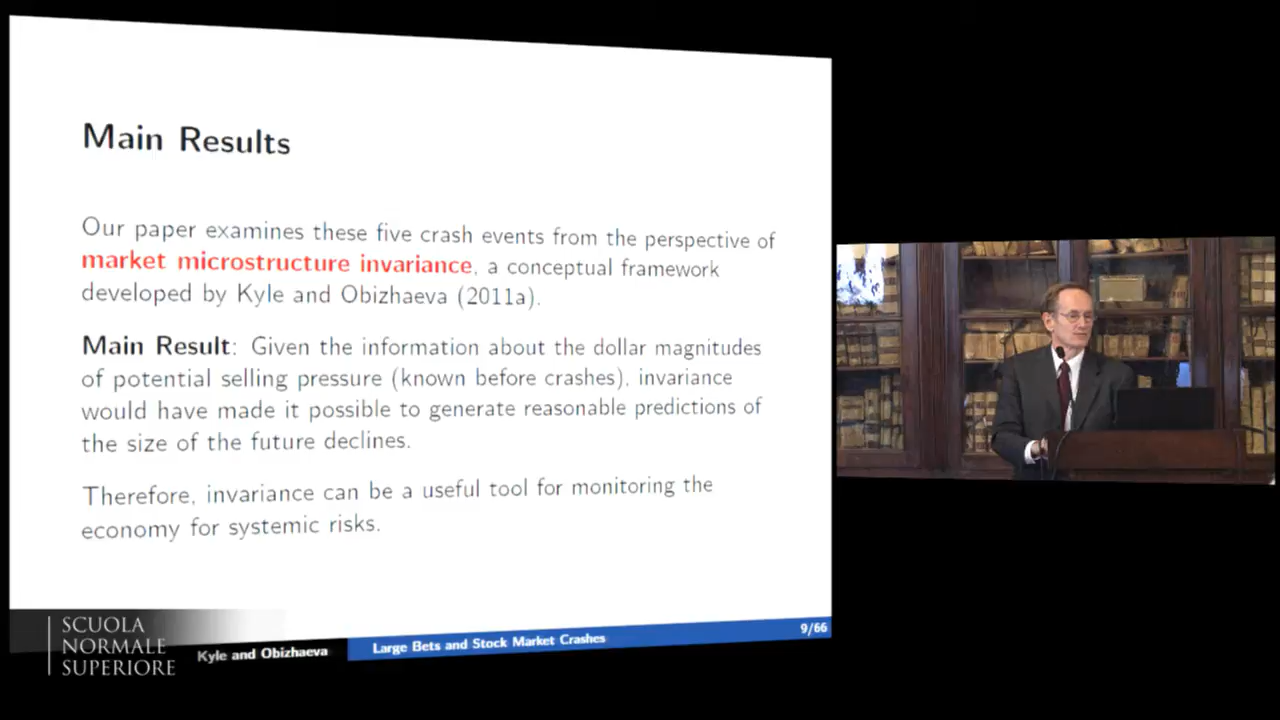 Main Results
Our paper examines these five crash events from the perspective of
market microstructure invariance, a conceptual framework
developed by Kyle and Obizhaeva (2011a).
Main Result: Given the information about the dollar magnitudes
of potential selling pressure (known before crashes), invariance
would have made it possible to generate reasonable predictions of
the size of the future declines.
Therefore, invariance can be a useful tool for monitoring the
economy for systemic risks.
SCUOLA
NORMALE
SUPERIORE
Kyle and Obizhaeva
Large Bets and Stock Market Crashes
9/66